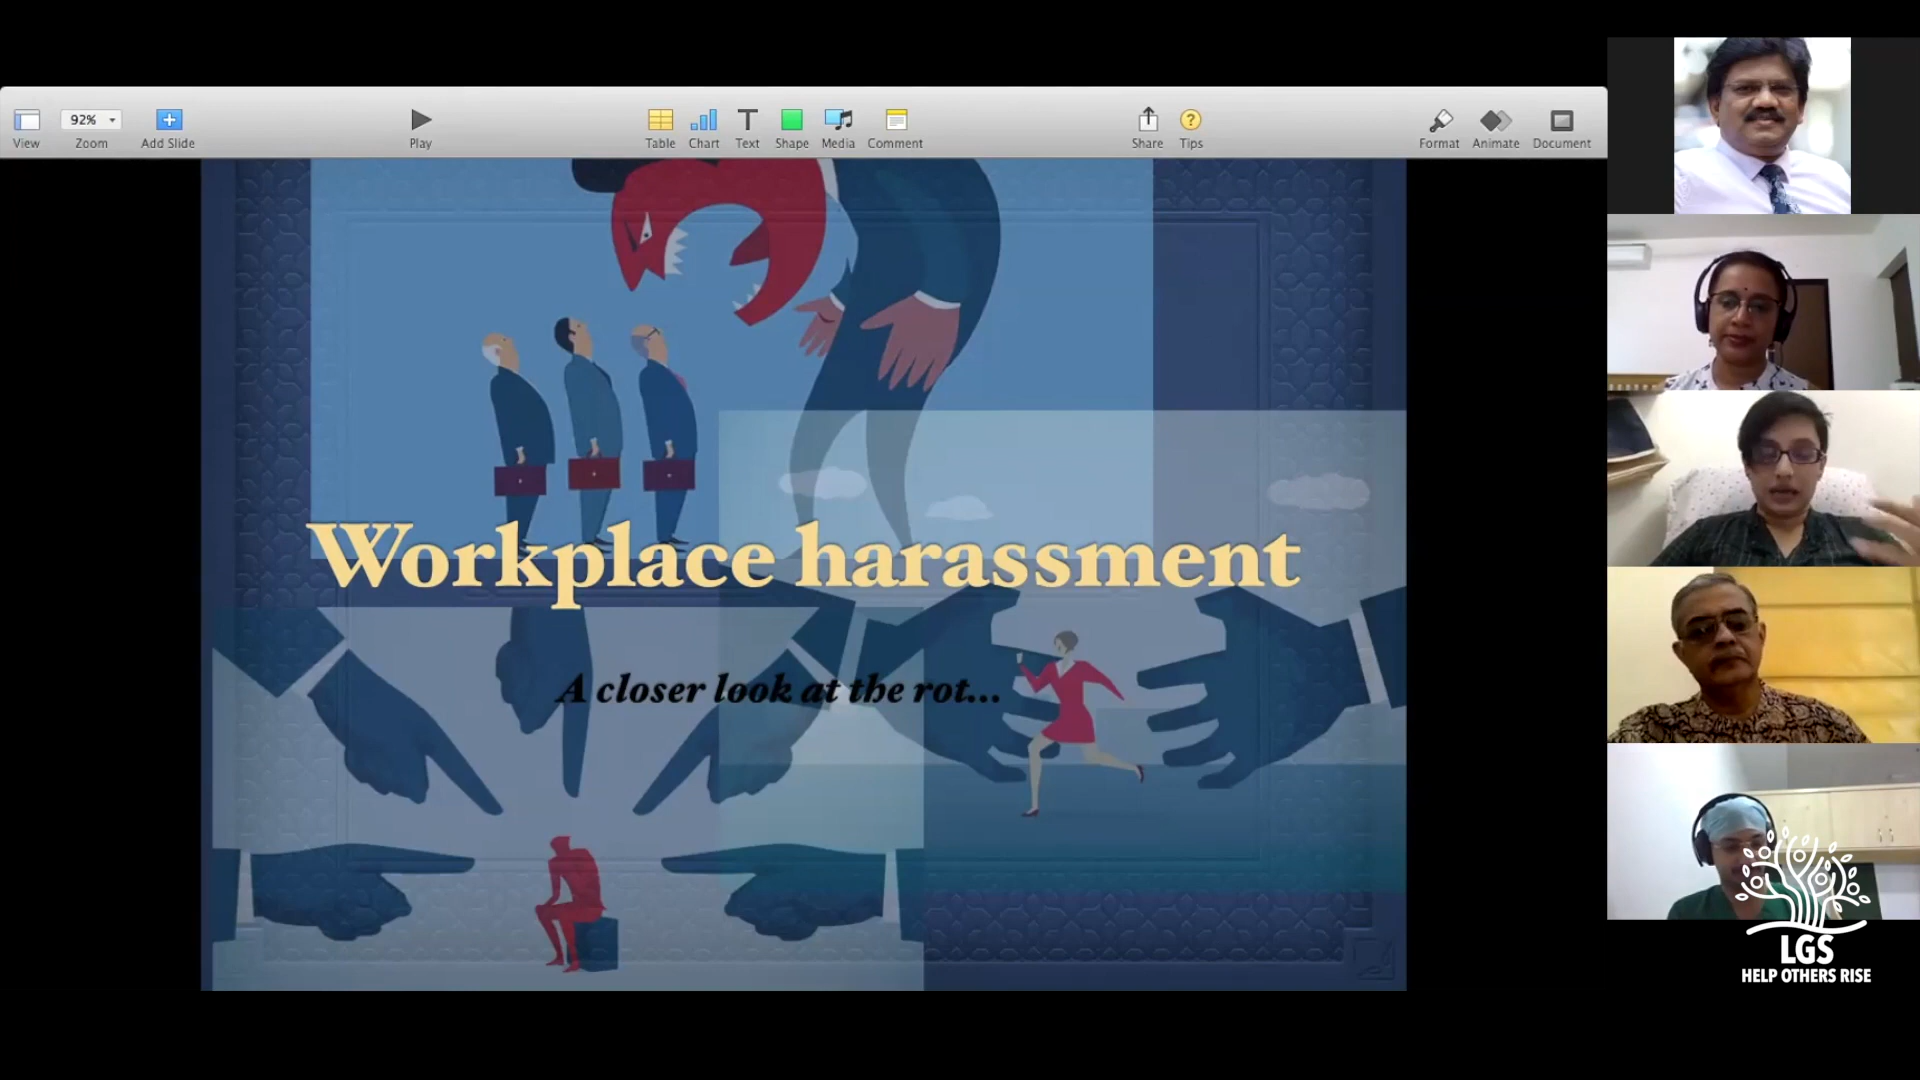 92%
View
Zoom
Add Slide
Play
Table
Chart
Text
Shape
Media
Comment
Share
Tips
Format
Animate
Document
Workplace harassment
A closer look at the rot...
LGS
HELP OTHERS RISE